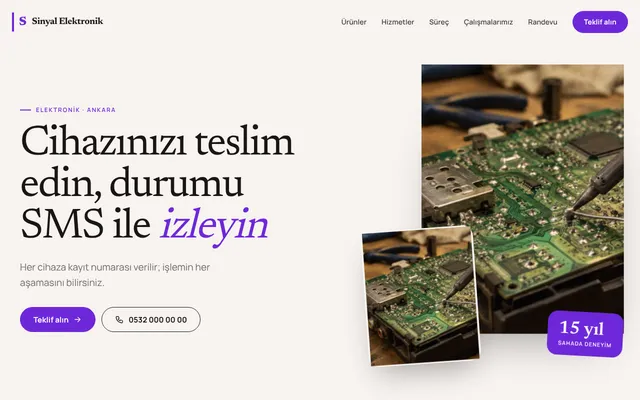 S Sinyal Elektronik
Ürünler Hizmetler Süreç Çalışmalarımız Randevu Teklif alın
ELEKTRONİK · ANKARA
Cihazınızı teslim
edin, durumu
SMS ile izleyin
Her cihaza kayıt numarası verilir; işlemin her
aşamasını bilirsiniz.
Teklif alın → 0532 000 00 00
15 yıl
SAHADA DENEYİM